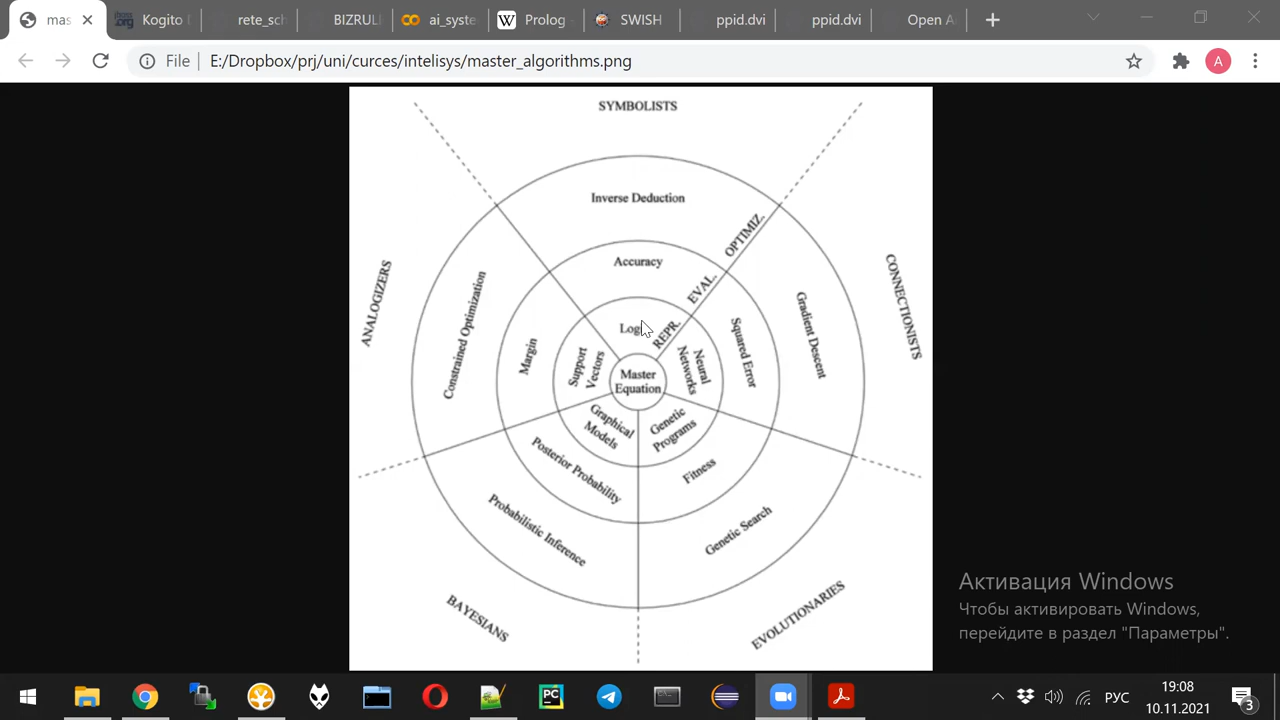 mas
Kogito
rete_sch
BIZRULI
ai_syste
Prolog
SWISH
ppid.dvi
ppid.dvi
Open A
File
E:/Dropbox/prj/uni/curces/intelisys/master_algorithms.png
A
SYMBOLISTS
Inverse Deduction
OPTIMIZ.
Accuracy
EVAL.
REPR.
ANALOGIZERS
Constrained Optimization
Margin
Support
Vectors
Master
Equation
Neural
Networks
Squared Error
Gradient Descent
CONNECTIONISTS
Graphical
Models
Genetic
Programs
Posterior Probability
Fitness
Probabilistic Inference
Genetic Search
BAYESIANS
EVOLUTIONARIES
Активация Windows
Чтобы активировать Windows,
перейдите в раздел "Параметры".
PC
РУС
19:08
10.11.2021
3